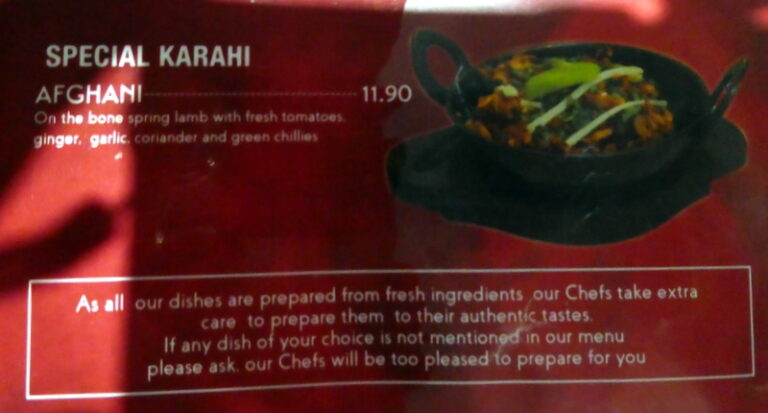 SPECIAL KARAHI
AFGHANI 11.90
On the bone spring lamb with fresh tomatoes,
ginger, garlic, coriander and green chillies
As all our dishes are prepared from fresh ingredients our Chefs take extra
care to prepare them to their authentic tastes.
If any dish of your choice is not mentioned in our menu
please ask. our Chefs will be too pleased to prepare for you